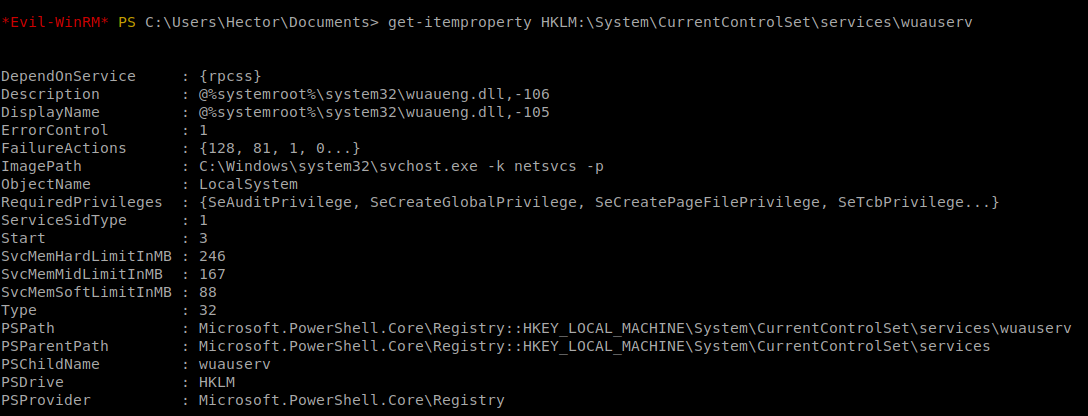 *Evil-WinRM* PS C:\Users\Hector\Documents> get-itemproperty HKLM:\System\CurrentControlSet\services\wuauserv
DependOnService : {rpcss}
Description : @%systemroot%\system32\wuaueng.dll,-106
DisplayName : @%systemroot%\system32\wuaueng.dll,-105
ErrorControl : 1
FailureActions : {128, 81, 1, 0...}
ImagePath : C:\Windows\system32\svchost.exe -k netsvcs -p
ObjectName : LocalSystem
RequiredPrivileges : {SeAuditPrivilege, SeCreateGlobalPrivilege, SeCreatePageFilePrivilege, SeTcbPrivilege...}
ServiceSidType : 1
Start : 3
SvcMemHardLimitInMB : 246
SvcMemMidLimitInMB : 167
SvcMemSoftLimitInMB : 88
Type : 32
PSPath : Microsoft.PowerShell.Core\Registry::HKEY_LOCAL_MACHINE\System\CurrentControlSet\services\wuauserv
PSParentPath : Microsoft.PowerShell.Core\Registry::HKEY_LOCAL_MACHINE\System\CurrentControlSet\services
PSChildName : wuauserv
PSDrive : HKLM
PSProvider : Microsoft.PowerShell.Core\Registry